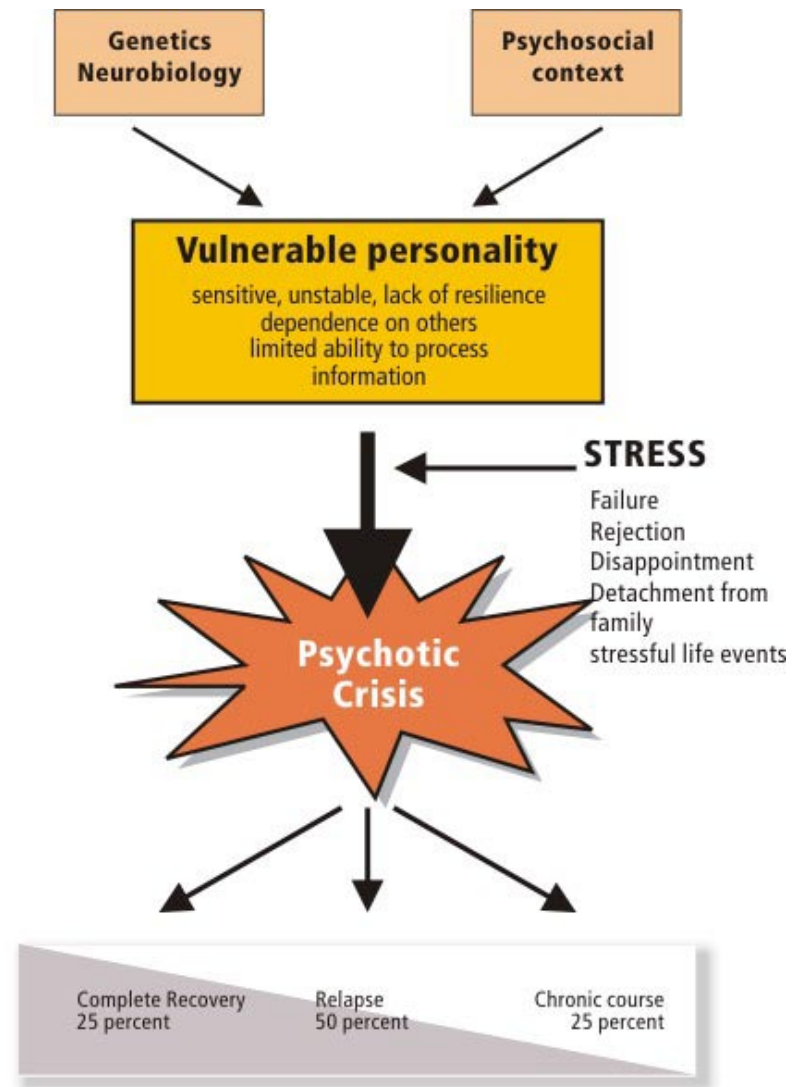 Genetics
Neurobiology
Psychosocial
context
Vulnerable personality
sensitive, unstable, lack of resilience
dependence on others
limited ability to process
information
STRESS
Failure
Rejection
Disappointment
Detachment from
family
stressful life events
Psychotic
Crisis
Complete Recovery
25 percent
Relapse
50 percent
Chronic course
25 percent